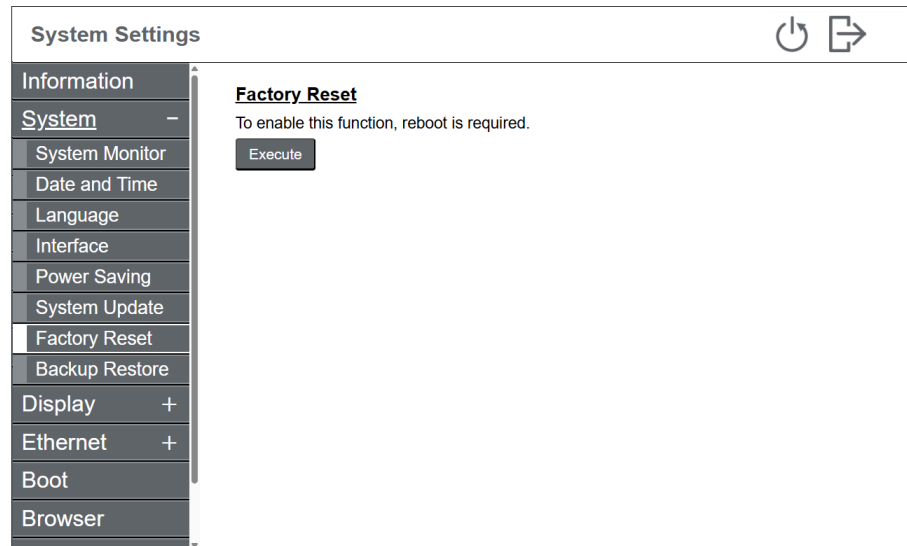 System Settings
Information
System −
System Monitor
Date and Time
Language
Interface
Power Saving
System Update
Factory Reset
Backup Restore
Display +
Ethernet +
Boot
Browser
Factory Reset
To enable this function, reboot is required.
Execute